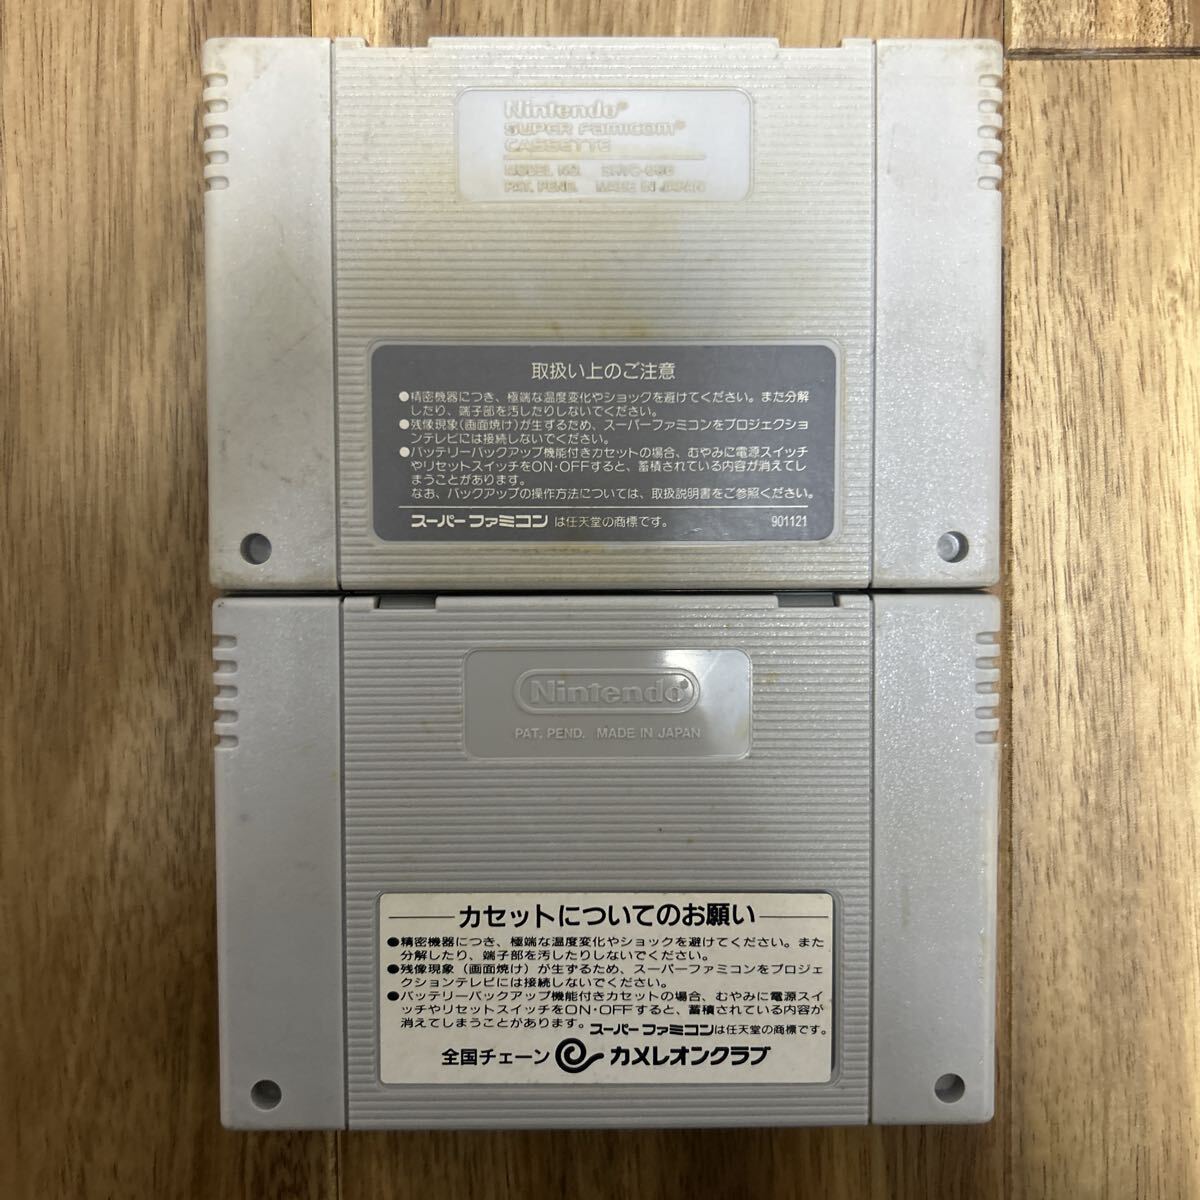 Nintendo®
SUPER Famicom®
CASSETTE
MODEL NO.
PAT. PEND. MADE IN JAPAN
取扱い上のご注意
●精密機器につき、極端な温度変化やショックを避けてください。また分解
したり、端子部を汚したりしないでください。
●残像現象(画面焼け)が生ずるため、スーパーファミコンをプロジェクショ
ンテレビには接続しないでください。
●バッテリーバックアップ機能付きカセットの場合、むやみに電源スイッチ
やリセットスイッチをON・OFFすると、蓄積されている内容が消えてし
まうことがあります。
なお、バックアップの操作方法については、取扱説明書をご参照ください。
スーパーファミコン は任天堂の商標です。 901121
Nintendo®
PAT. PEND. MADE IN JAPAN
カセットについてのお願い
●精密機器につき、極端な温度変化やショックを避けてください。また
分解したり、端子部を汚したりしないでください。
●残像現象（画面焼け）が生ずるため、スーパーファミコンをプロジェ
クションテレビには接続しないでください。
●バッテリーバックアップ機能付きカセットの場合、むやみに電源スイ
ッチやリセットスイッチをON・OFFすると、蓄積されている内容が
消えてしまうことがあります。スーパーファミコンは任天堂の商標です。
全国チェーン カメレオンクラブ